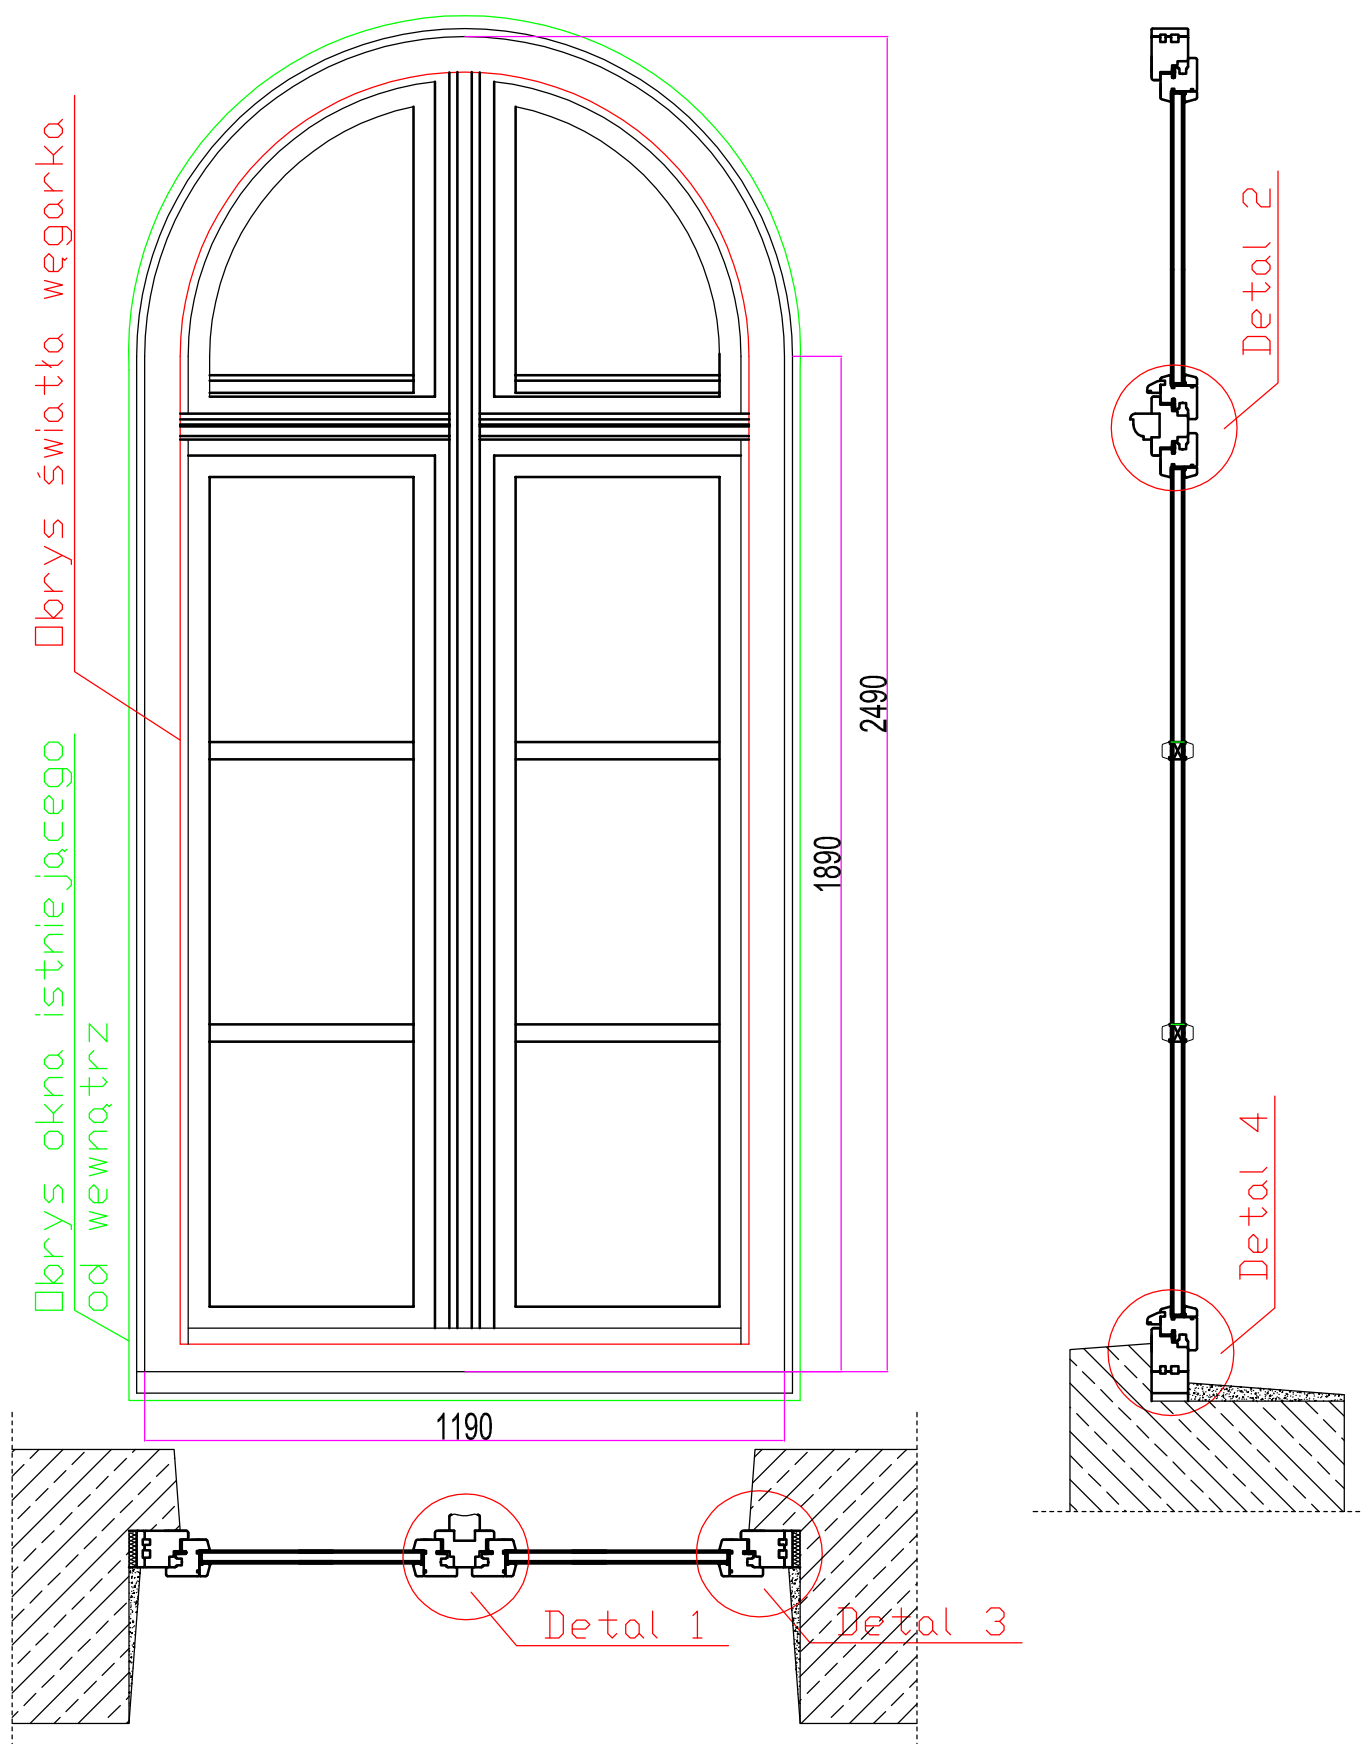 Obrys światła węgarka
Obrys okna istniejącego
od wewnątrz
2490
1890
1190
Detal 2
Detal 4
Detal 1
Detal 3